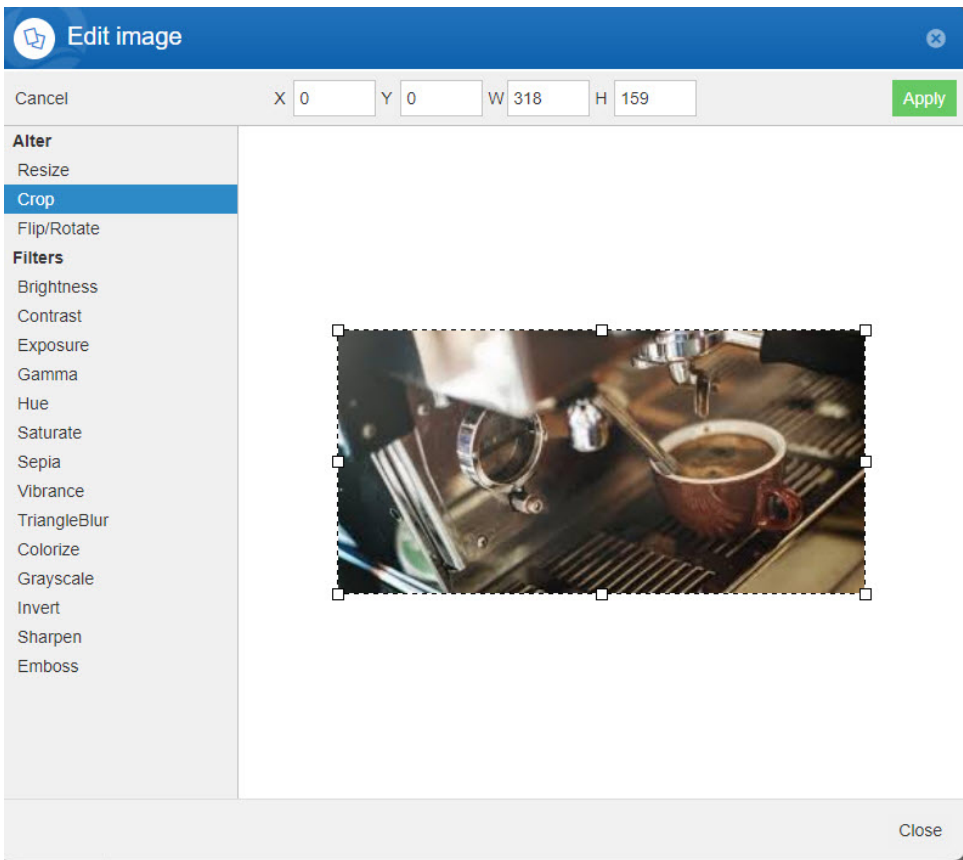 Edit image
Cancel X 0 Y 0 W 318 H 159 Apply
Alter
Resize
Crop
Flip/Rotate
Filters
Brightness
Contrast
Exposure
Gamma
Hue
Saturate
Sepia
Vibrance
TriangleBlur
Colorize
Grayscale
Invert
Sharpen
Emboss
Close